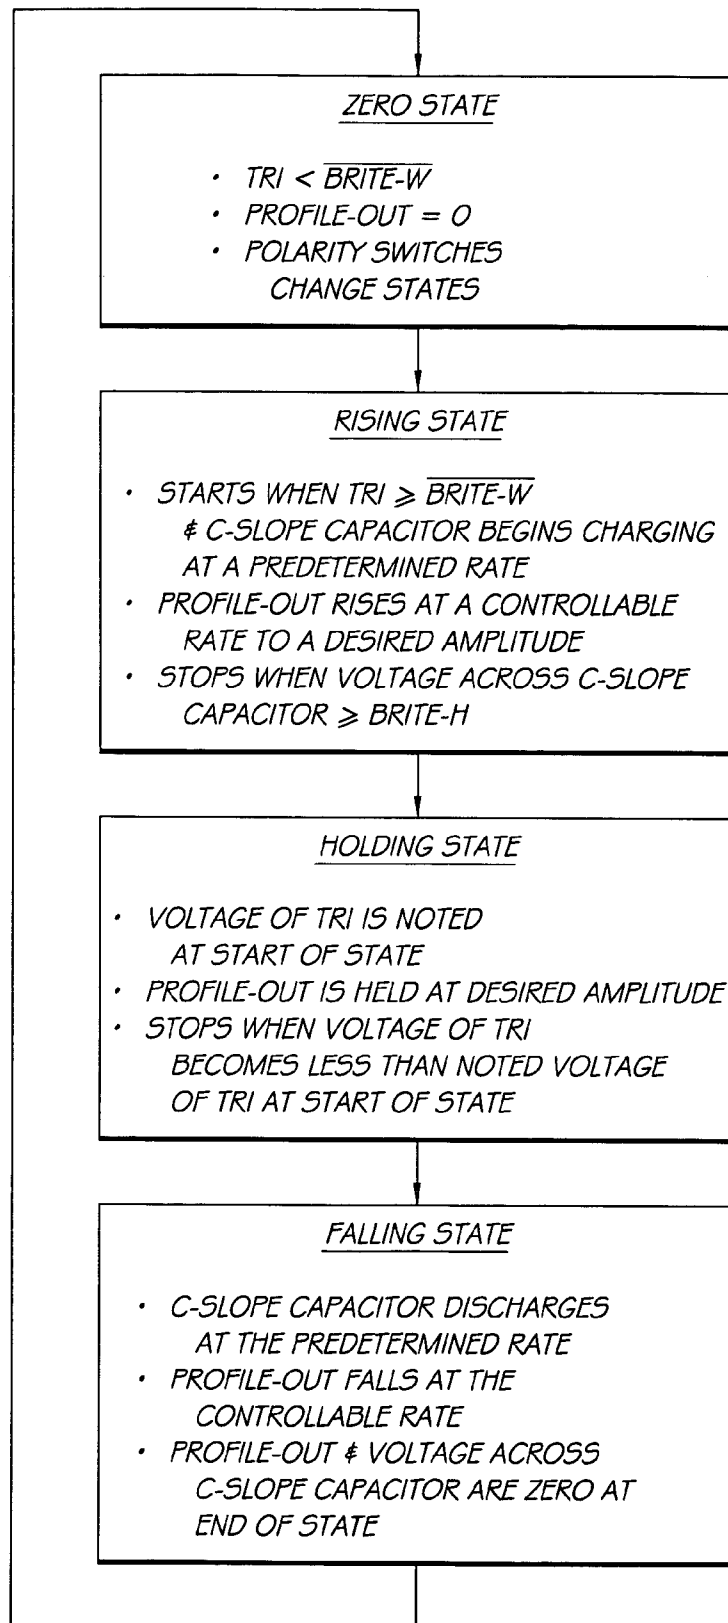 ZERO STATE
• TRI < B̅R̅I̅T̅E̅-̅W̅
• PROFILE-OUT = 0
• POLARITY SWITCHES
CHANGE STATES
RISING STATE
• STARTS WHEN TRI ⩾ B̅R̅I̅T̅E̅-̅W̅
& C-SLOPE CAPACITOR BEGINS CHARGING
AT A PREDETERMINED RATE
• PROFILE-OUT RISES AT A CONTROLLABLE
RATE TO A DESIRED AMPLITUDE
• STOPS WHEN VOLTAGE ACROSS C-SLOPE
CAPACITOR ⩾ BRITE-H
HOLDING STATE
• VOLTAGE OF TRI IS NOTED
AT START OF STATE
• PROFILE-OUT IS HELD AT DESIRED AMPLITUDE
• STOPS WHEN VOLTAGE OF TRI
BECOMES LESS THAN NOTED VOLTAGE
OF TRI AT START OF STATE
FALLING STATE
• C-SLOPE CAPACITOR DISCHARGES
AT THE PREDETERMINED RATE
• PROFILE-OUT FALLS AT THE
CONTROLLABLE RATE
• PROFILE-OUT & VOLTAGE ACROSS
C-SLOPE CAPACITOR ARE ZERO AT
END OF STATE